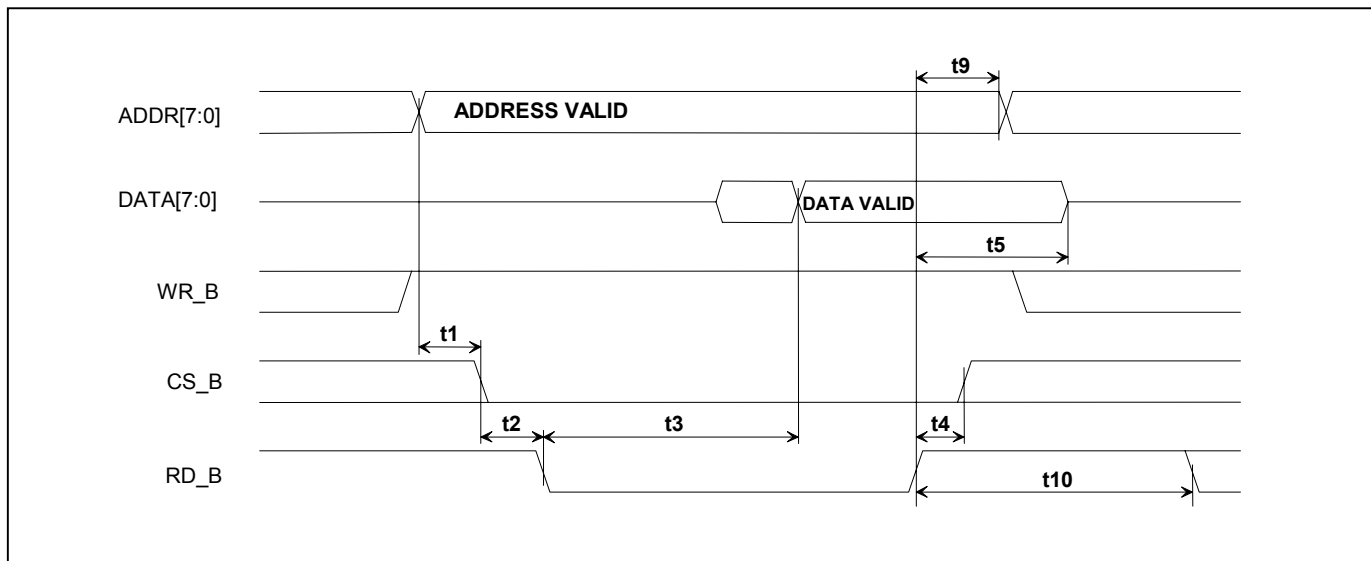 t9
ADDR[7:0]
ADDRESS VALID
DATA[7:0]
DATA VALID
t5
WR_B
t1
CS_B
t2
t3
t4
RD_B
t10